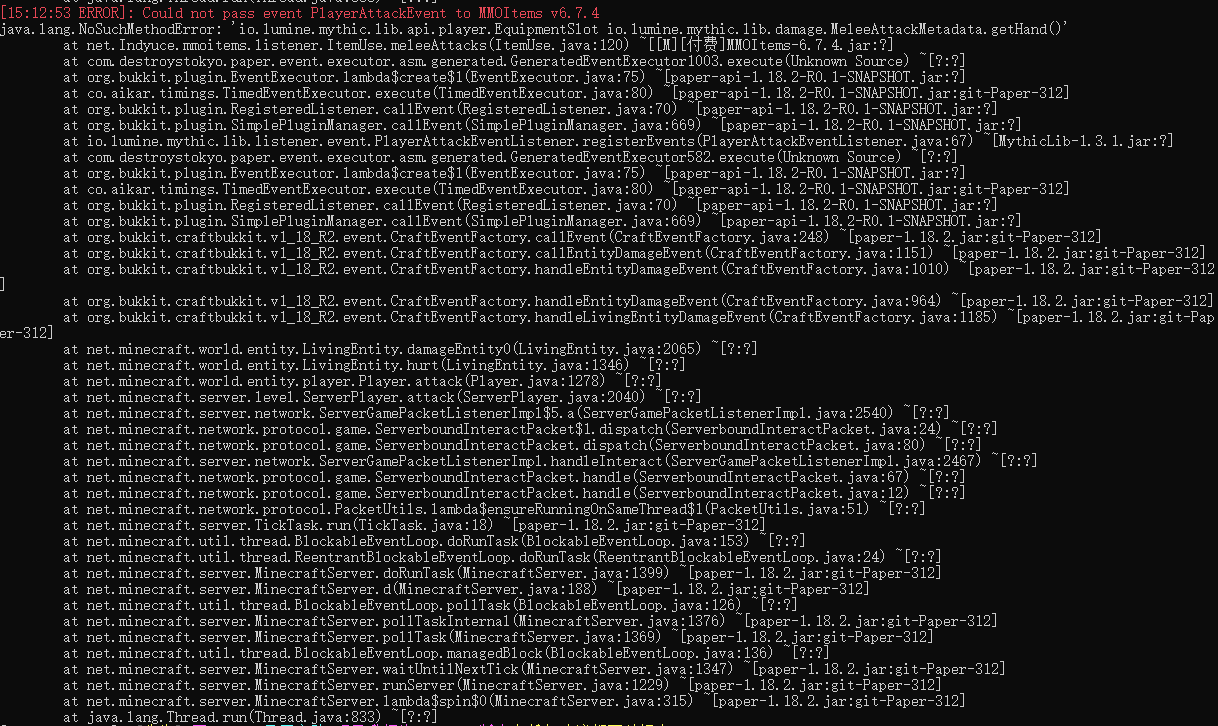 [15:12:53 ERROR]: Could not pass event PlayerAttackEvent to MMOItems v6.7.4
java.lang.NoSuchMethodError: 'io.lumine.mythic.lib.api.player.EquipmentSlot io.lumine.mythic.lib.damage.MeleeAttackMetadata.getHand()'
at net.Indyuce.mmoitems.listener.ItemUse.meleeAttacks(ItemUse.java:120) ~[[M][付费]MMOItems-6.7.4.jar:?]
at com.destroystokyo.paper.event.executor.asm.generated.GeneratedEventExecutor1003.execute(Unknown Source) ~[?:?]
at org.bukkit.plugin.EventExecutor.lambda$create$1(EventExecutor.java:75) ~[paper-api-1.18.2-R0.1-SNAPSHOT.jar:?]
at co.aikar.timings.TimedEventExecutor.execute(TimedEventExecutor.java:80) ~[paper-api-1.18.2-R0.1-SNAPSHOT.jar:git-Paper-312]
at org.bukkit.plugin.RegisteredListener.callEvent(RegisteredListener.java:70) ~[paper-api-1.18.2-R0.1-SNAPSHOT.jar:?]
at org.bukkit.plugin.SimplePluginManager.callEvent(SimplePluginManager.java:669) ~[paper-api-1.18.2-R0.1-SNAPSHOT.jar:?]
at io.lumine.mythic.lib.listener.event.PlayerAttackEventListener.registerEvents(PlayerAttackEventListener.java:67) ~[MythicLib-1.3.1.jar:?]
at com.destroystokyo.paper.event.executor.asm.generated.GeneratedEventExecutor582.execute(Unknown Source) ~[?:?]
at org.bukkit.plugin.EventExecutor.lambda$create$1(EventExecutor.java:75) ~[paper-api-1.18.2-R0.1-SNAPSHOT.jar:?]
at co.aikar.timings.TimedEventExecutor.execute(TimedEventExecutor.java:80) ~[paper-api-1.18.2-R0.1-SNAPSHOT.jar:git-Paper-312]
at org.bukkit.plugin.RegisteredListener.callEvent(RegisteredListener.java:70) ~[paper-api-1.18.2-R0.1-SNAPSHOT.jar:?]
at org.bukkit.plugin.SimplePluginManager.callEvent(SimplePluginManager.java:669) ~[paper-api-1.18.2-R0.1-SNAPSHOT.jar:?]
at org.bukkit.craftbukkit.v1_18_R2.event.CraftEventFactory.callEvent(CraftEventFactory.java:248) ~[paper-1.18.2.jar:git-Paper-312]
at org.bukkit.craftbukkit.v1_18_R2.event.CraftEventFactory.callEntityDamageEvent(CraftEventFactory.java:1151) ~[paper-1.18.2.jar:git-Paper-312]
at org.bukkit.craftbukkit.v1_18_R2.event.CraftEventFactory.handleEntityDamageEvent(CraftEventFactory.java:1010) ~[paper-1.18.2.jar:git-Paper-312
]
at org.bukkit.craftbukkit.v1_18_R2.event.CraftEventFactory.handleEntityDamageEvent(CraftEventFactory.java:964) ~[paper-1.18.2.jar:git-Paper-312]
at org.bukkit.craftbukkit.v1_18_R2.event.CraftEventFactory.handleLivingEntityDamageEvent(CraftEventFactory.java:1185) ~[paper-1.18.2.jar:git-Pap
er-312]
at net.minecraft.world.entity.LivingEntity.damageEntity0(LivingEntity.java:2065) ~[?:?]
at net.minecraft.world.entity.LivingEntity.hurt(LivingEntity.java:1346) ~[?:?]
at net.minecraft.world.entity.player.Player.attack(Player.java:1278) ~[?:?]
at net.minecraft.server.level.ServerPlayer.attack(ServerPlayer.java:2040) ~[?:?]
at net.minecraft.server.network.ServerGamePacketListenerImpl$5.a(ServerGamePacketListenerImpl.java:2540) ~[?:?]
at net.minecraft.network.protocol.game.ServerboundInteractPacket$1.dispatch(ServerboundInteractPacket.java:24) ~[?:?]
at net.minecraft.network.protocol.game.ServerboundInteractPacket.dispatch(ServerboundInteractPacket.java:80) ~[?:?]
at net.minecraft.server.network.ServerGamePacketListenerImpl.handleInteract(ServerGamePacketListenerImpl.java:2467) ~[?:?]
at net.minecraft.network.protocol.game.ServerboundInteractPacket.handle(ServerboundInteractPacket.java:67) ~[?:?]
at net.minecraft.network.protocol.game.ServerboundInteractPacket.handle(ServerboundInteractPacket.java:12) ~[?:?]
at net.minecraft.network.protocol.PacketUtils.lambda$ensureRunningOnSameThread$1(PacketUtils.java:51) ~[?:?]
at net.minecraft.server.TickTask.run(TickTask.java:18) ~[paper-1.18.2.jar:git-Paper-312]
at net.minecraft.util.thread.BlockableEventLoop.doRunTask(BlockableEventLoop.java:153) ~[?:?]
at net.minecraft.util.thread.ReentrantBlockableEventLoop.doRunTask(ReentrantBlockableEventLoop.java:24) ~[?:?]
at net.minecraft.server.MinecraftServer.doRunTask(MinecraftServer.java:1399) ~[paper-1.18.2.jar:git-Paper-312]
at net.minecraft.server.MinecraftServer.d(MinecraftServer.java:188) ~[paper-1.18.2.jar:git-Paper-312]
at net.minecraft.util.thread.BlockableEventLoop.pollTask(BlockableEventLoop.java:126) ~[?:?]
at net.minecraft.server.MinecraftServer.pollTaskInternal(MinecraftServer.java:1376) ~[paper-1.18.2.jar:git-Paper-312]
at net.minecraft.server.MinecraftServer.pollTask(MinecraftServer.java:1369) ~[paper-1.18.2.jar:git-Paper-312]
at net.minecraft.util.thread.BlockableEventLoop.managedBlock(BlockableEventLoop.java:136) ~[?:?]
at net.minecraft.server.MinecraftServer.waitUntilNextTick(MinecraftServer.java:1347) ~[paper-1.18.2.jar:git-Paper-312]
at net.minecraft.server.MinecraftServer.runServer(MinecraftServer.java:1229) ~[paper-1.18.2.jar:git-Paper-312]
at net.minecraft.server.MinecraftServer.lambda$spin$0(MinecraftServer.java:315) ~[paper-1.18.2.jar:git-Paper-312]
at java.lang.Thread.run(Thread.java:833) ~[?:?]